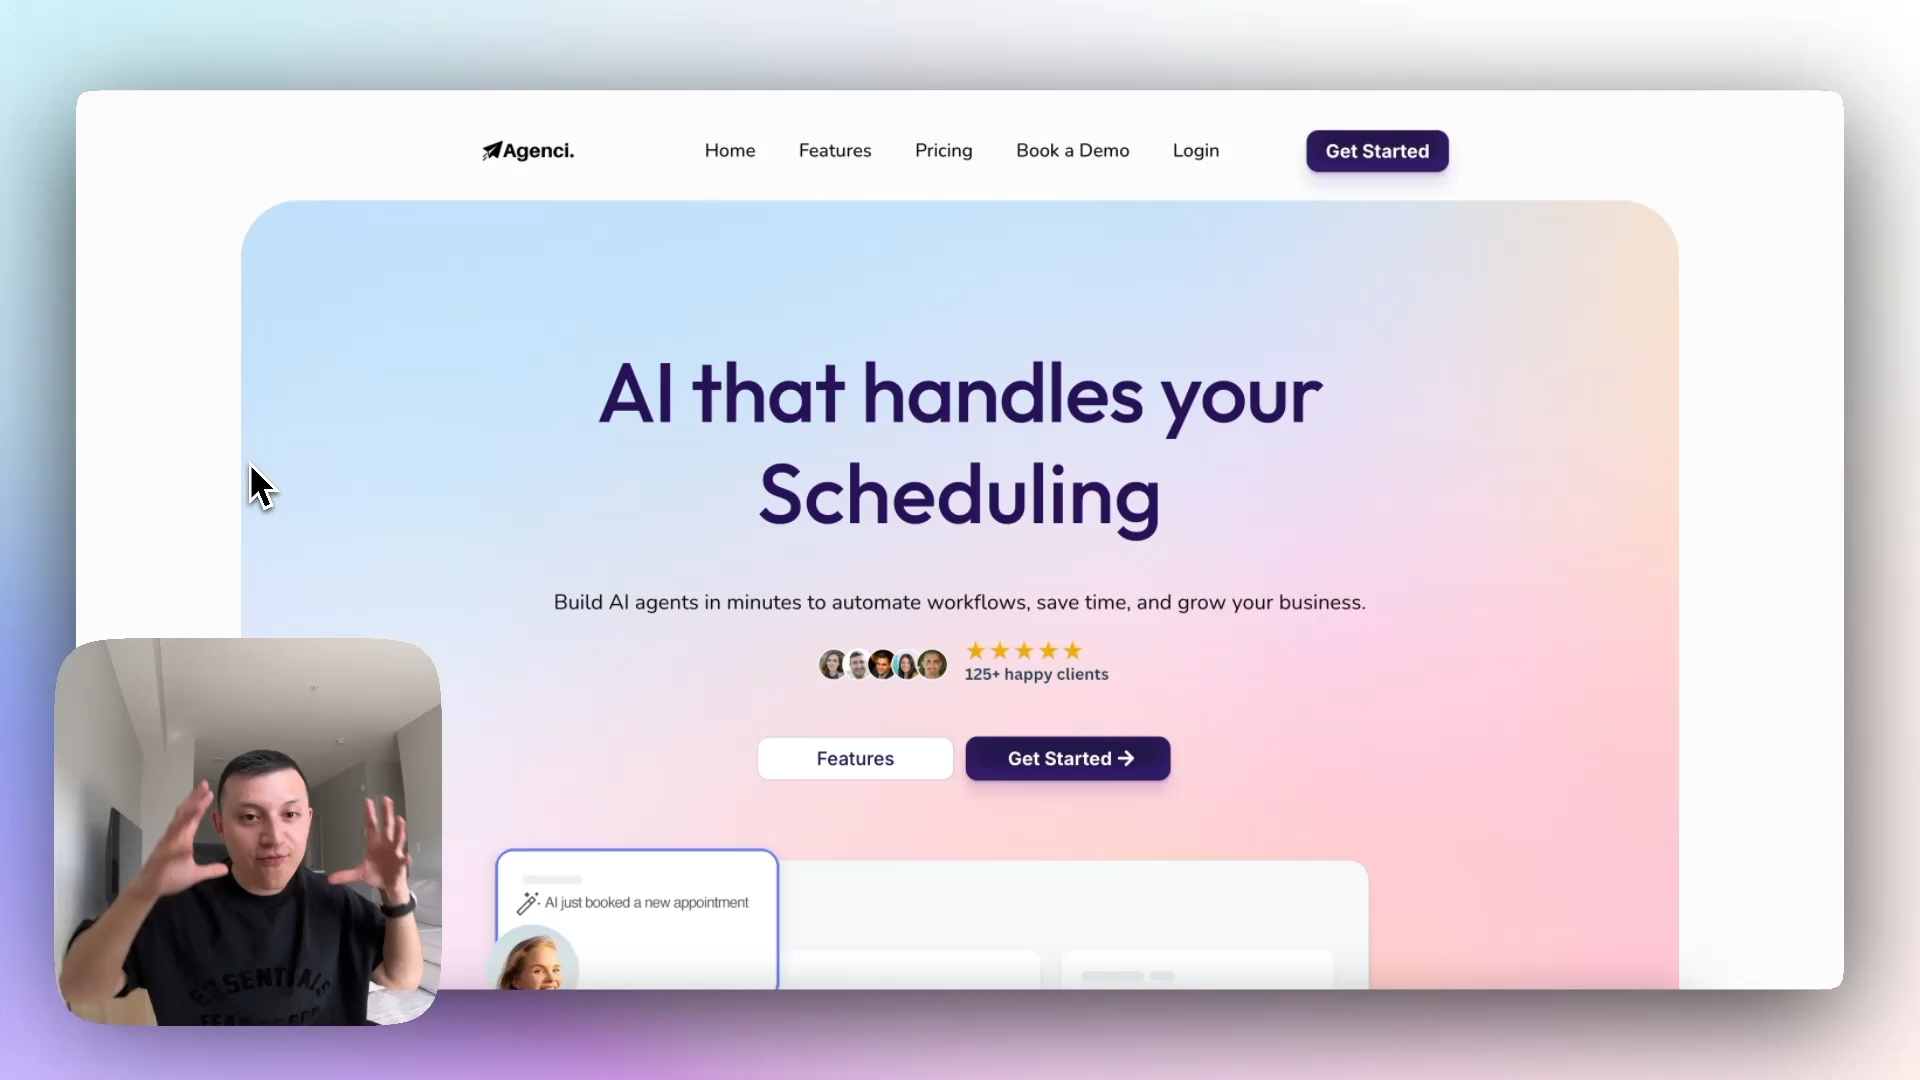 Agenci.
Home
Features
Pricing
Book a Demo
Login
Get Started
AI that handles your
Scheduling
Build AI agents in minutes to automate workflows, save time, and grow your business.
★★★★★
125+ happy clients
Features
Get Started →
AI just booked a new appointment
ESSENTIALS